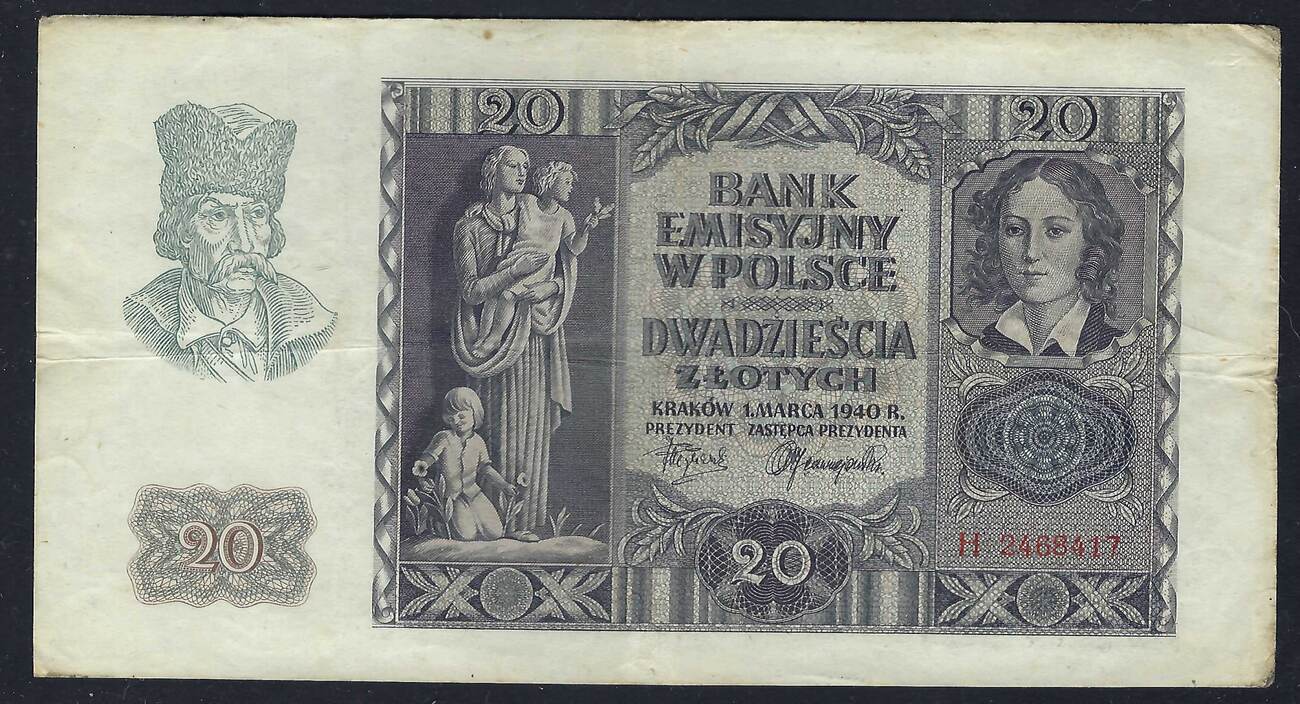 20
20
BANK
EMISYJNY
W POLSCE
DWADZIEŚCIA
ZŁOTYCH
KRAKÓW 1. MARCA 1940 R.
PREZYDENT ZASTĘPCA PREZYDENTA
H 2468417
20
20